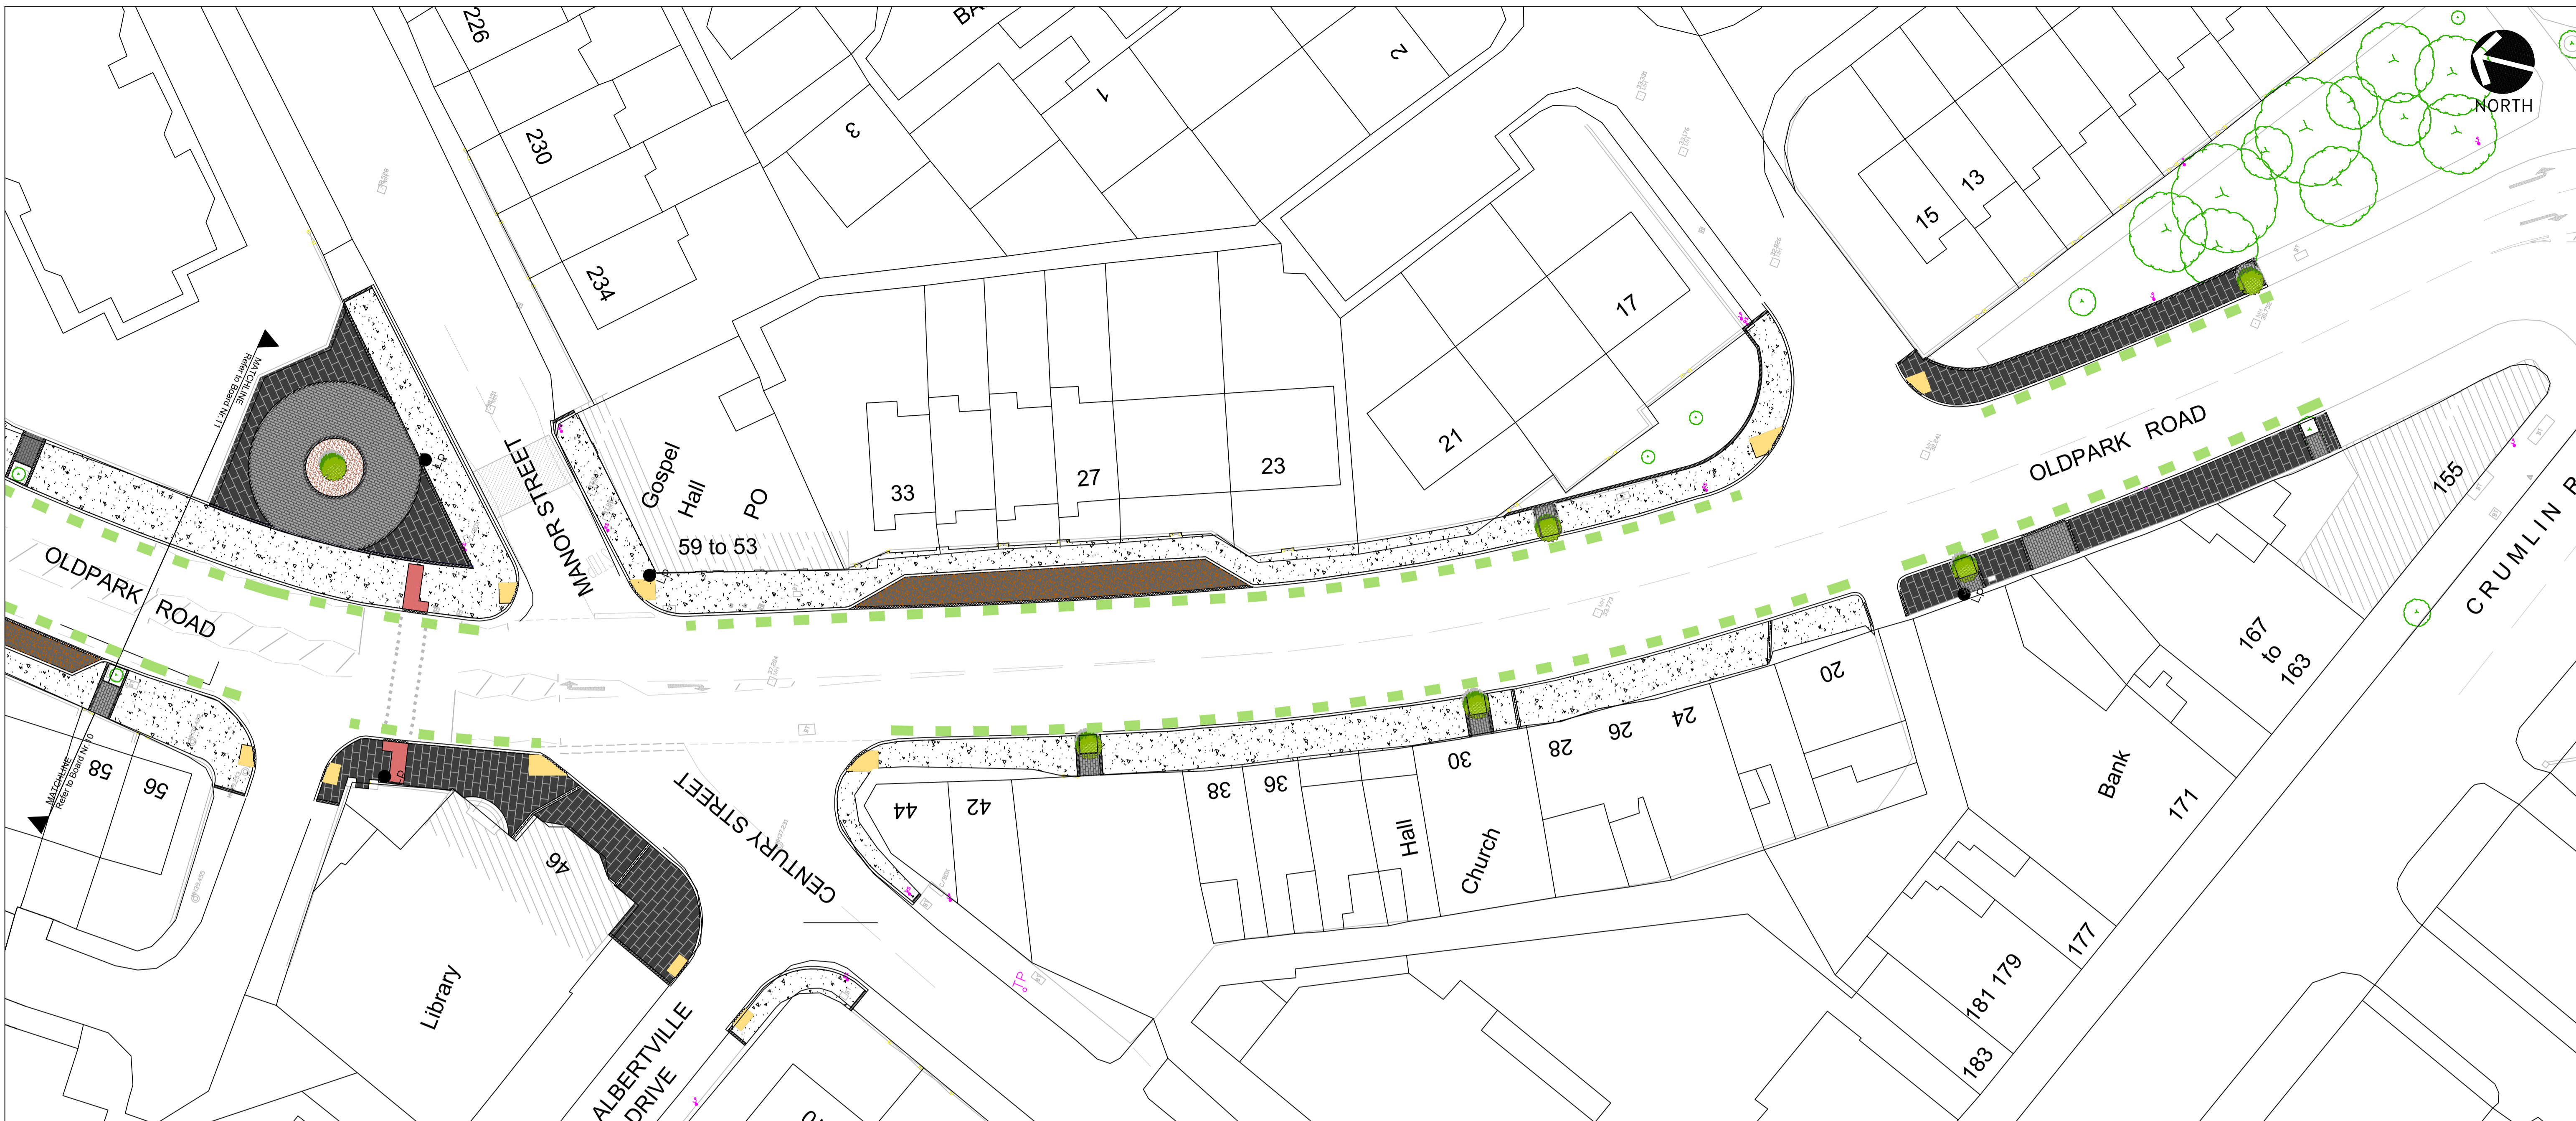 226
230
234
3
1
2
15
13
17
21
23
27
33
NORTH
MATCHLINE
Refer to Board Nr.11
MANOR STREET
Gospel
Hall
PO
59 to 53
OLDPARK ROAD
OLDPARK ROAD
155
CRUMLIN R
167
to
163
MATCHLINE
Refer to Board Nr.10
58
56
46
Library
CENTURY STREET
ALBERTVILLE
DRIVE
44
42
38
36
Hall
30
Church
28
26
24
20
Bank
171
177
181 179
183
TP